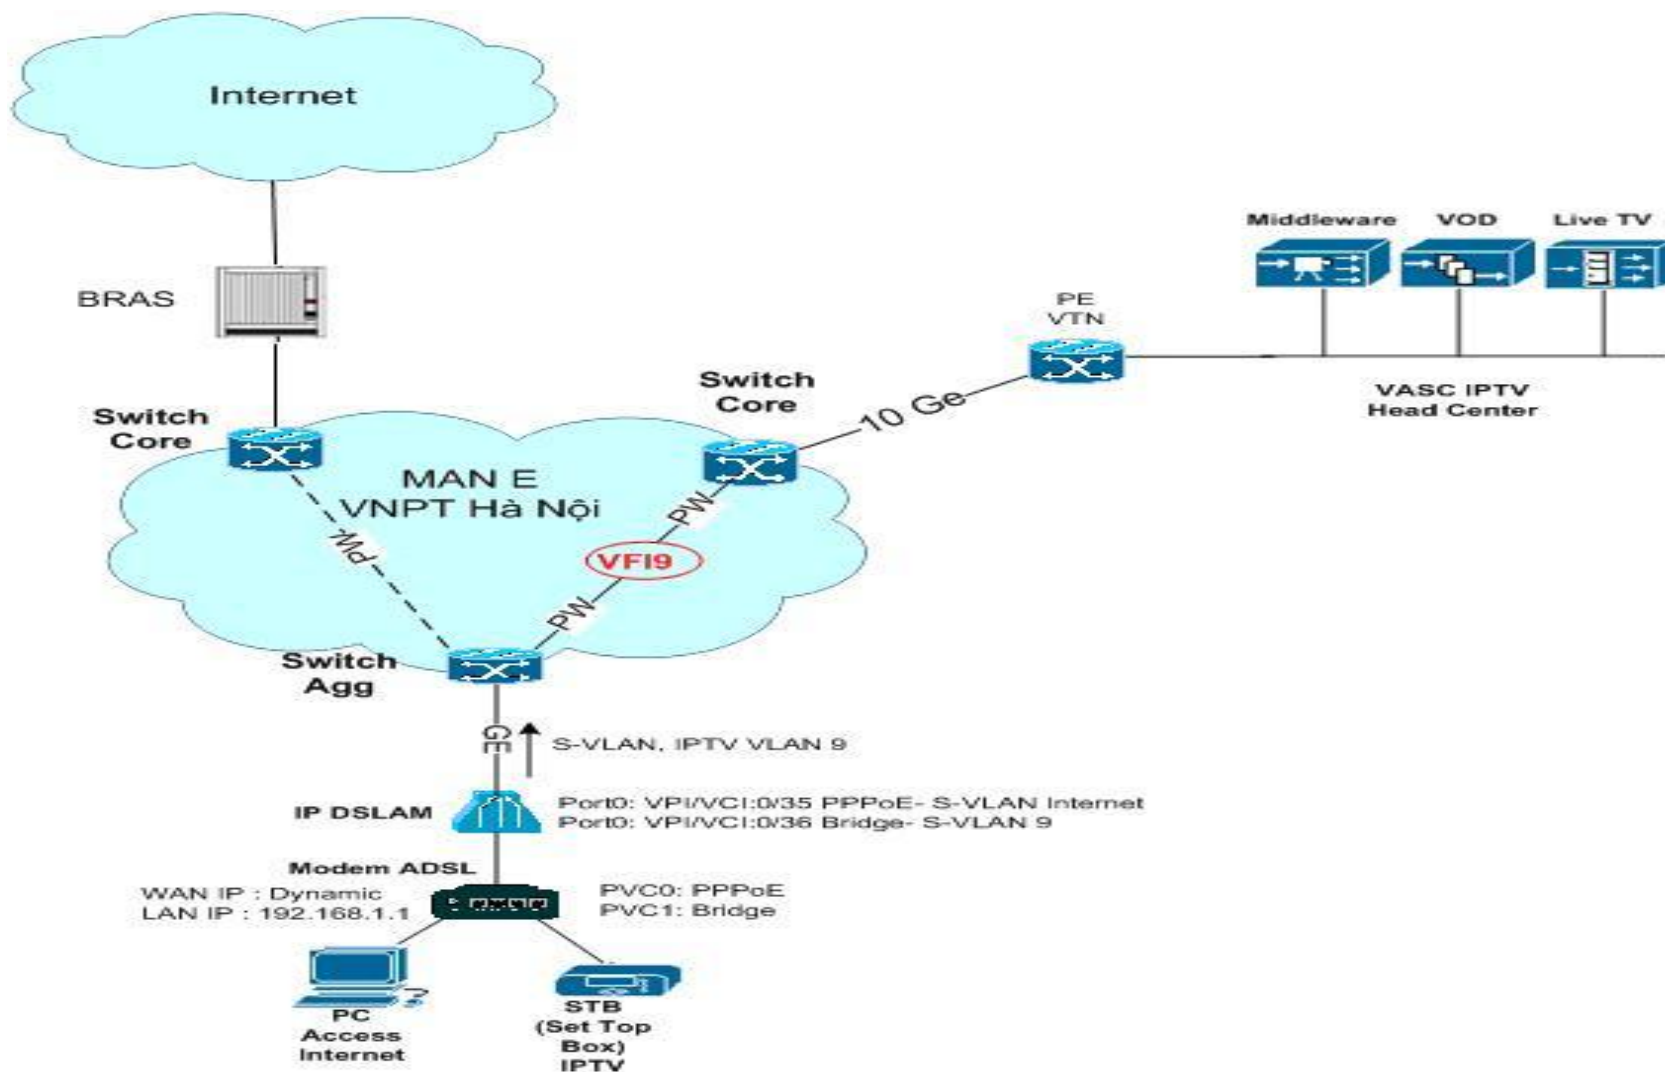 Internet
BRAS
Middleware
VOD
Live TV
PE
VTN
VASC IPTV
Head Center
Switch
Core
10 Ge
Switch
Core
MAN E
VNPT Hà Nội
PW
PW
VFI9
PW
Switch
Agg
GE
S-VLAN, IPTV VLAN 9
IP DSLAM
Port0: VPI/VCI:0/35 PPPoE- S-VLAN Internet
Port0: VPI/VCI:0/36 Bridge- S-VLAN 9
Modem ADSL
WAN IP : Dynamic
LAN IP : 192.168.1.1
PVC0: PPPoE
PVC1: Bridge
PC
Access
Internet
STB
(Set Top
Box)
IPTV